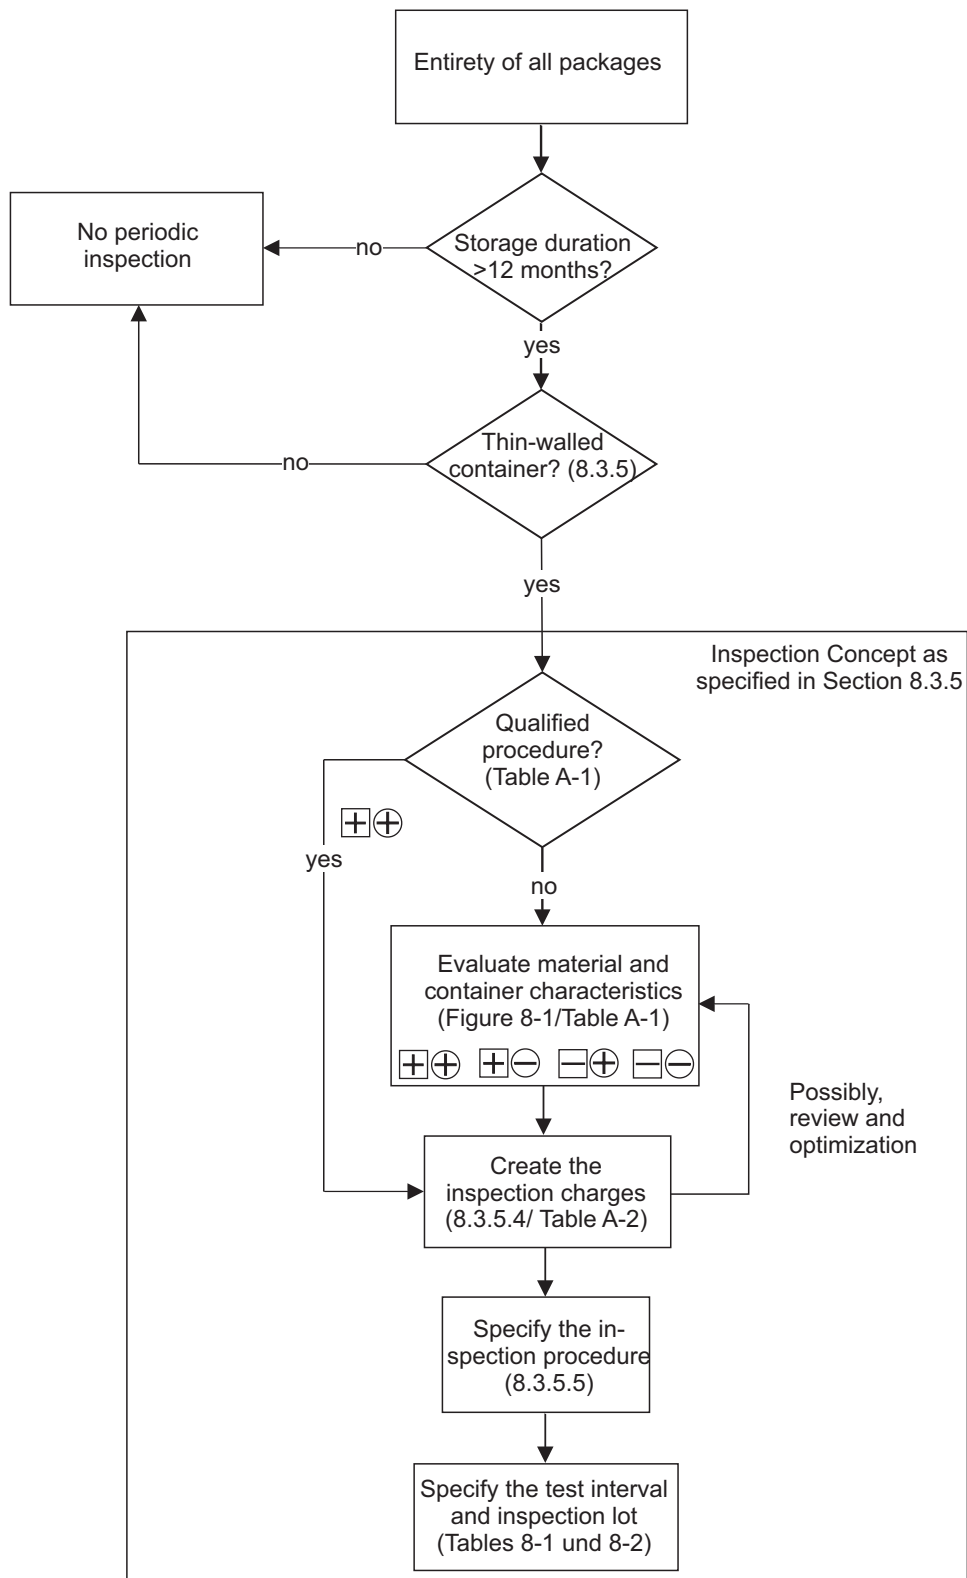 Entirety of all packages
No periodic
inspection
no
Storage duration
>12 months?
yes
Thin-walled
container? (8.3.5)
no
yes
Inspection Concept as
specified in Section 8.3.5
Qualified
procedure?
(Table A-1)
yes
no
Evaluate material and
container characteristics
(Figure 8-1/Table A-1)
Possibly,
review and
optimization
Create the
inspection charges
(8.3.5.4/ Table A-2)
Specify the in-
spection procedure
(8.3.5.5)
Specify the test interval
and inspection lot
(Tables 8-1 und 8-2)